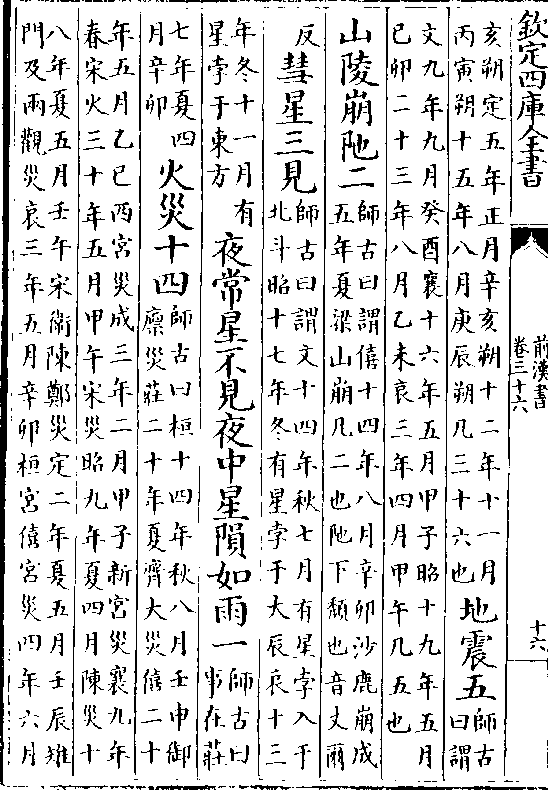 欽定四庫全書
前漢書
卷三十六
十六
亥朔定五年正月辛亥朔十二年十一月
丙寅朔十五年八月庚辰朔凡三十六也
地震五
師古曰謂
文九年九月癸酉襄十六年五月甲子昭十九年五月
己卯二十三年八月乙未哀三年四月甲午凡五也
山陵崩阤二
師古曰謂僖十四年八月辛卯沙鹿崩成
五年夏梁山崩凡二也阤下頹也音丈爾
反
彗星三見
師古曰謂文十四年秋七月有星孛入于
北斗昭十七年冬有星孛于大辰哀十三
年冬十一月有
星孛于東方
夜常星不見夜中星隕如雨一
師古曰
事在莊
七年夏四
月辛卯
火災十四
師古曰桓十四年秋八月壬申御
廪災莊二十年夏齊大災僖二十
年五月乙巳西宮災成三年二月甲子新宮災襄九年
春宋火三十年五月甲午宋災昭九年夏四月陳災十
八年夏五月壬午宋衛陳鄭災定二年夏五月壬辰雉
門及兩觀災哀三年五月辛卯桓宮僖宮災四年六月